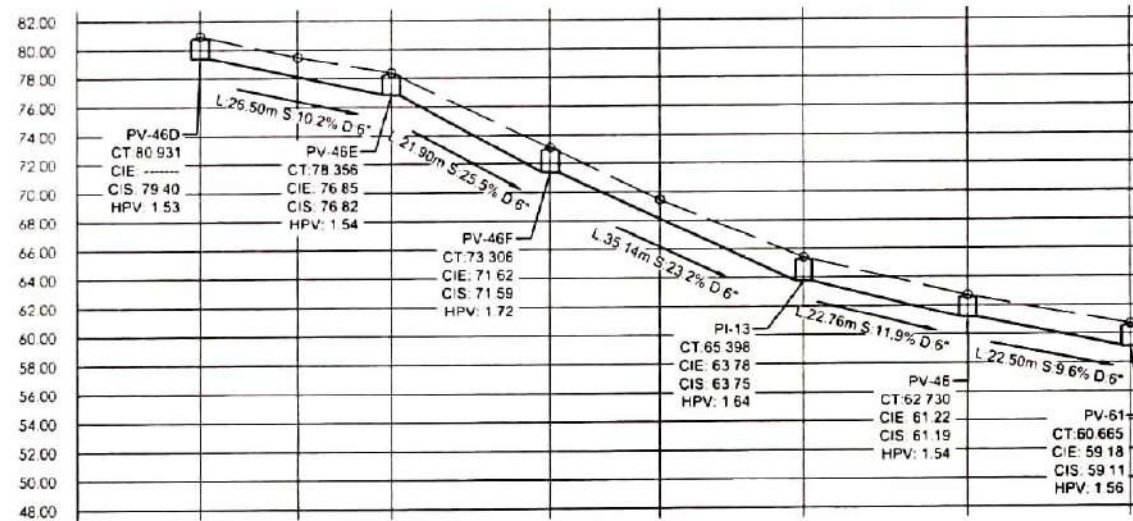 82.00
80.00
78.00
76.00
74.00
72.00
70.00
68.00
66.00
64.00
62.00
60.00
58.00
56.00
54.00
52.00
50.00
48.00
L:26.50m S:10.2% D:6"
PV-46D
CT:80.931
CIE: ------
CIS: 79.40
HPV: 1.53
L:21.90m S:25.5% D:6"
PV-46E
CT:78.356
CIE: 76.85
CIS: 76.82
HPV: 1.54
L:35.14m S:23.2% D:6"
PV-46F
CT:73.306
CIE: 71.62
CIS: 71.59
HPV: 1.72
L:22.76m S:11.9% D:6"
PI-13
CT:65.398
CIE: 63.78
CIS: 63.75
HPV: 1.64
L:22.50m S:9.6% D:6"
PV-46
CT:62.730
CIE: 61.22
CIS: 61.19
HPV: 1.54
PV-61
CT:60.665
CIE: 59.18
CIS: 59.11
HPV: 1.56